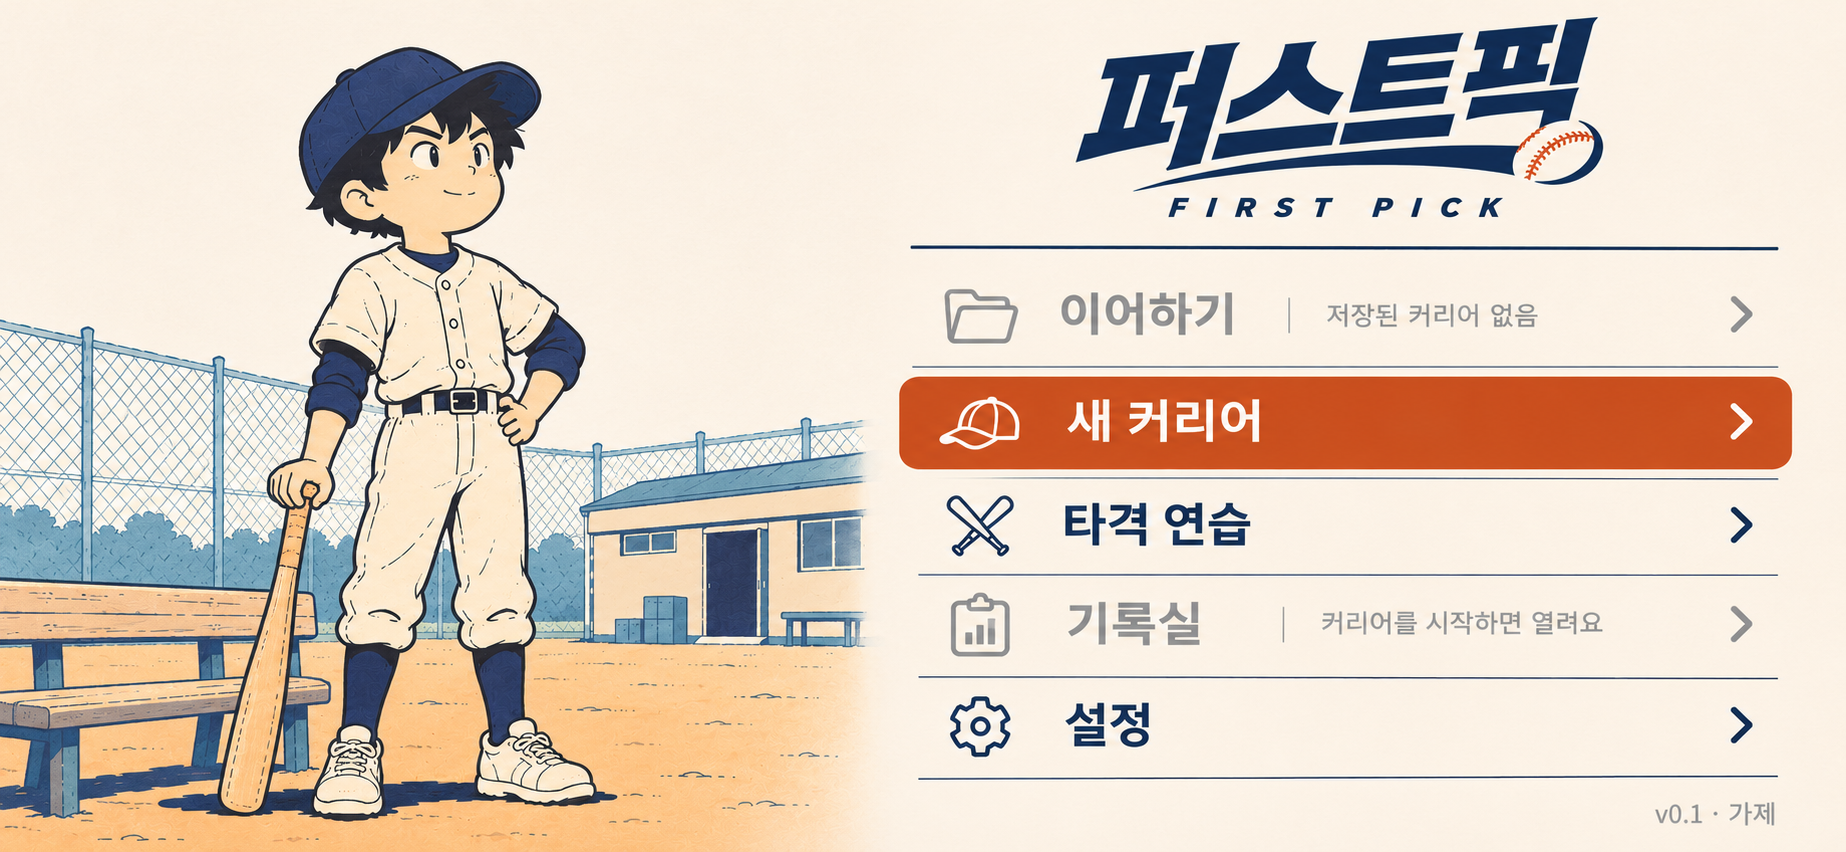 퍼스트픽
FIRST PICK
이어하기 | 저장된 커리어 없음
새 커리어
타격 연습
기록실 | 커리어를 시작하면 열려요
설정
v0.1 · 가제